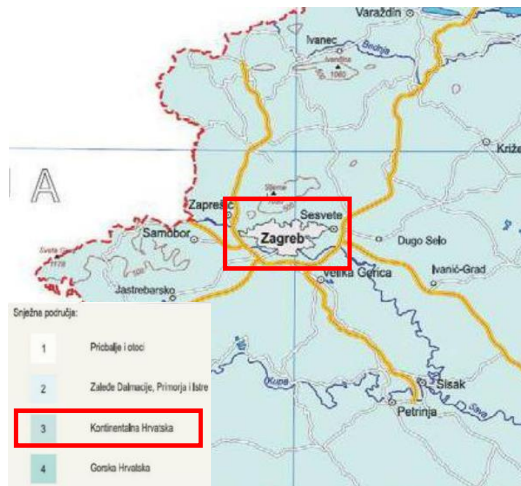 Varaždin
Ivanec
Bednja
Ivančica
1060
Križe
A
Sljeme
Zaprešić
Sesvete
Samobor
Zagreb
Dugo Selo
Velika Gorica
Ivanić-Grad
Jastrebarsko
Snježna područja:
1 Priobalje i otoci
2 Zaleđe Dalmacije, Primorja i Istre
3 Kontinentalna Hrvatska
4 Gorska Hrvatska
Kupa
Sisak
Petrinja
Sava